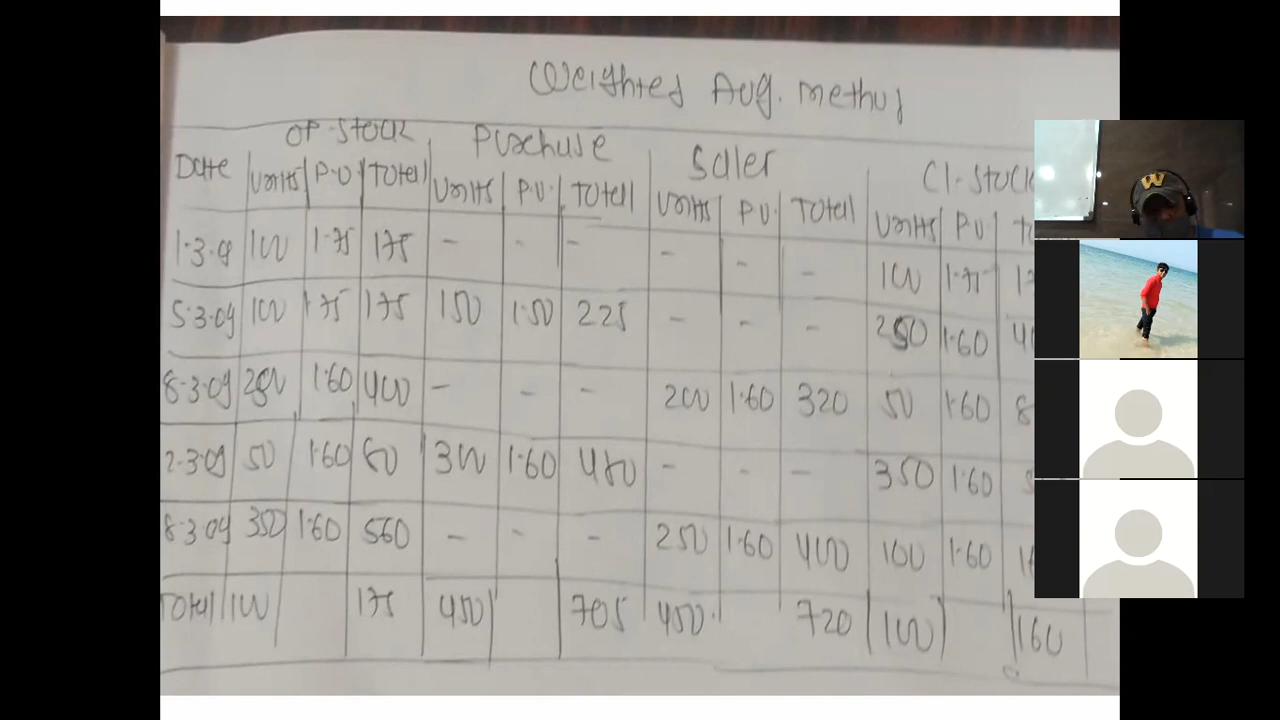 Weighted Avg. method
OP-Stock Purchase Sales Cl-Stock
Date Units P.U Total Units P.U. Total Units P.U. Total Units P.U
1-3-9 100 1.75 175 - - - - - - 100 1.75
5-3-09 100 1.75 175 150 1.50 225 - - - 250 1.60
8-3-09 250 1.60 400 - - - 200 1.60 320 50 1.60 8
2-3-09 50 1.60 80 300 1.60 480 - - - 350 1.60
8-3-09 350 1.60 560 - - - 250 1.60 400 100 1.60
Total 100 175 450 705 450 720 100 160
W